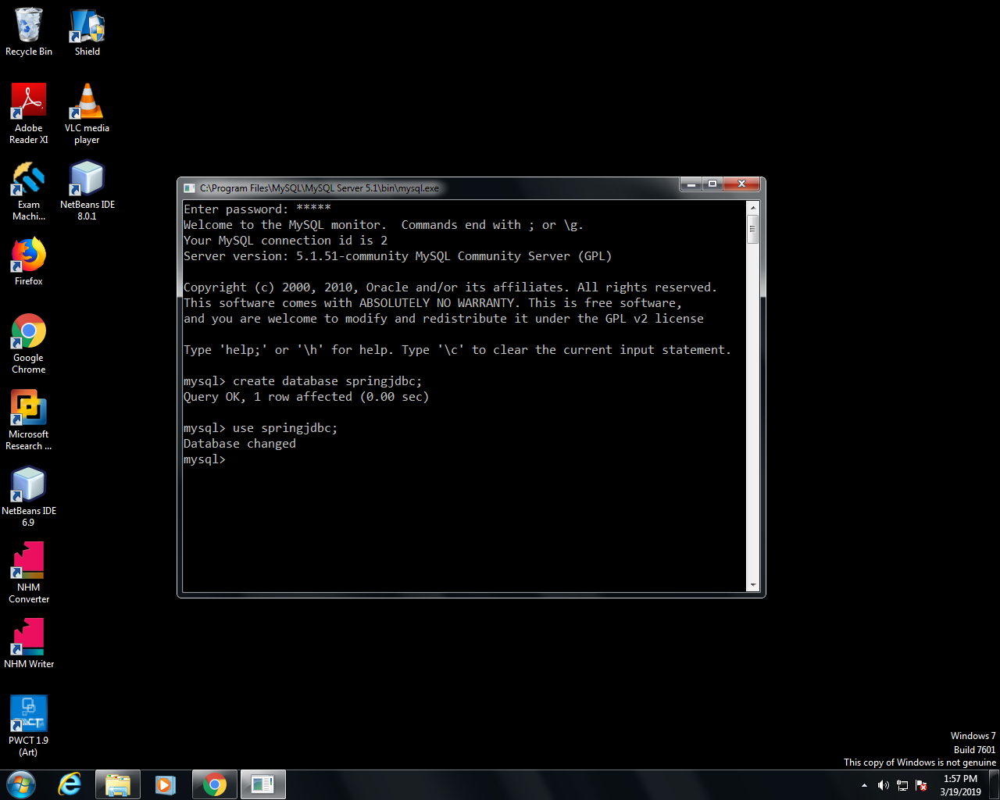 Recycle Bin
Shield
Adobe
Reader XI
VLC media
player
Exam
Machi...
NetBeans IDE
8.0.1
Firefox
Google
Chrome
Microsoft
Research ...
NetBeans IDE
6.9
NHM
Converter
NHM Writer
PWCT 1.9
(Art)
C:\Program Files\MySQL\MySQL Server 5.1\bin\mysql.exe
Enter password: *****
Welcome to the MySQL monitor.  Commands end with ; or \g.
Your MySQL connection id is 2
Server version: 5.1.51-community MySQL Community Server (GPL)
Copyright (c) 2000, 2010, Oracle and/or its affiliates. All rights reserved.
This software comes with ABSOLUTELY NO WARRANTY. This is free software,
and you are welcome to modify and redistribute it under the GPL v2 license
Type 'help;' or '\h' for help. Type '\c' to clear the current input statement.
mysql> create database springjdbc;
Query OK, 1 row affected (0.00 sec)
mysql> use springjdbc;
Database changed
mysql>
Windows 7
Build 7601
This copy of Windows is not genuine
1:57 PM
3/19/2019